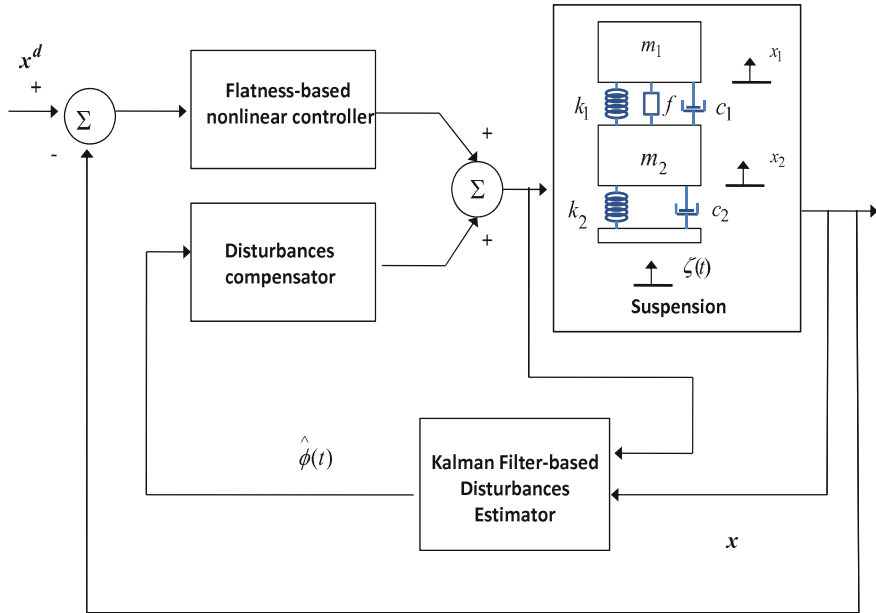 x^d
+
Σ
-
Flatness-based
nonlinear controller
+
Σ
+
Disturbances
compensator
m_1
x_1
k_1
f
c_1
m_2
x_2
k_2
c_2
ζ(t)
Suspension
\hat{ϕ}(t)
Kalman Filter-based
Disturbances
Estimator
x